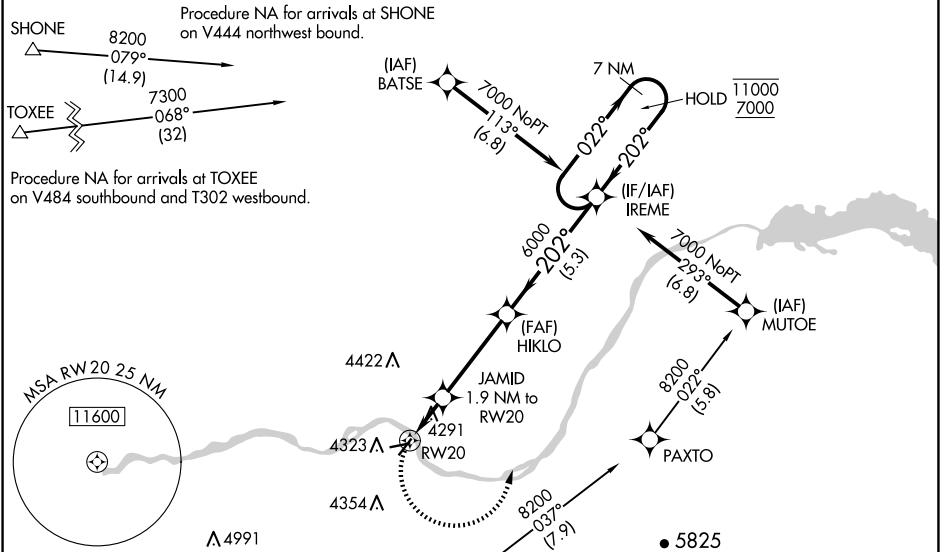 Procedure NA for arrivals at SHONE
on V444 northwest bound.
SHONE
8200
079°
(14.9)
TOXEE
7300
068°
(32)
Procedure NA for arrivals at TOXEE
on V484 southbound and T302 westbound.
(IAF)
BATSE
7000 NoPT
113°
(6.8)
7 NM
HOLD
11000
7000
022°
202°
(IF/IAF)
IREME
6000
202°
(5.3)
7000 NoPT
293°
(6.8)
(IAF)
MUTOE
(FAF)
HIKLO
4422
JAMID
1.9 NM to
RW20
8200
022°
(5.8)
MSA RW20 25 NM
11600
4291
4323
RW20
PAXTO
4354
8200
037°
(7.9)
4991
5825